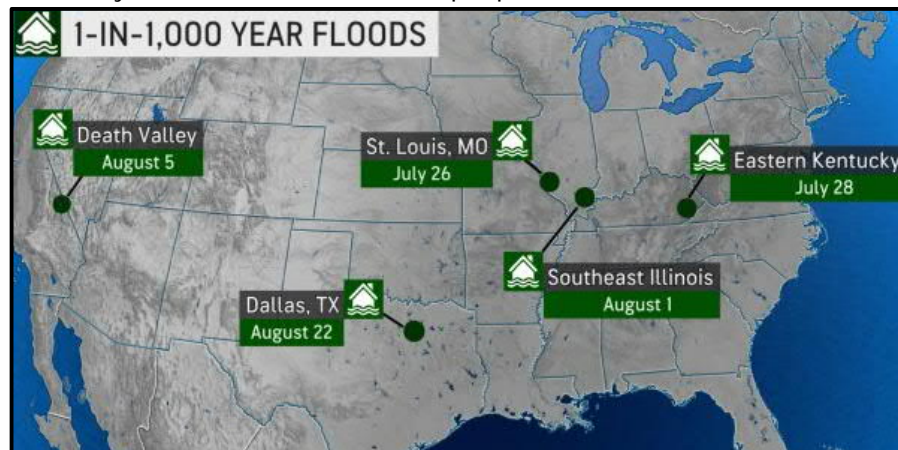 1-IN-1,000 YEAR FLOODS
Death Valley
August 5
St. Louis, MO
July 26
Eastern Kentucky
July 28
Southeast Illinois
August 1
Dallas, TX
August 22